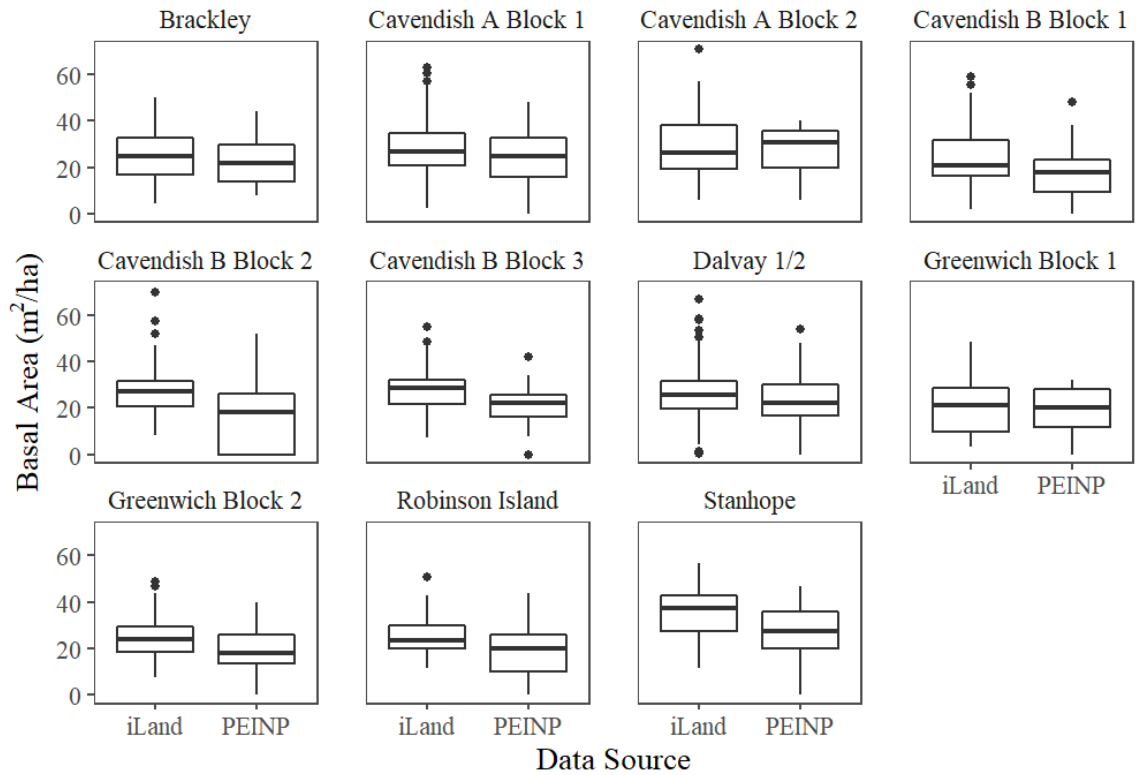 Brackley
Cavendish A Block 1
Cavendish A Block 2
Cavendish B Block 1
60
40
20
0
Cavendish B Block 2
Cavendish B Block 3
Dalvay 1/2
Greenwich Block 1
60
40
20
0
iLand PEINP
Greenwich Block 2
Robinson Island
Stanhope
60
40
20
0
iLand PEINP
iLand PEINP
iLand PEINP
Basal Area (m²/ha)
Data Source